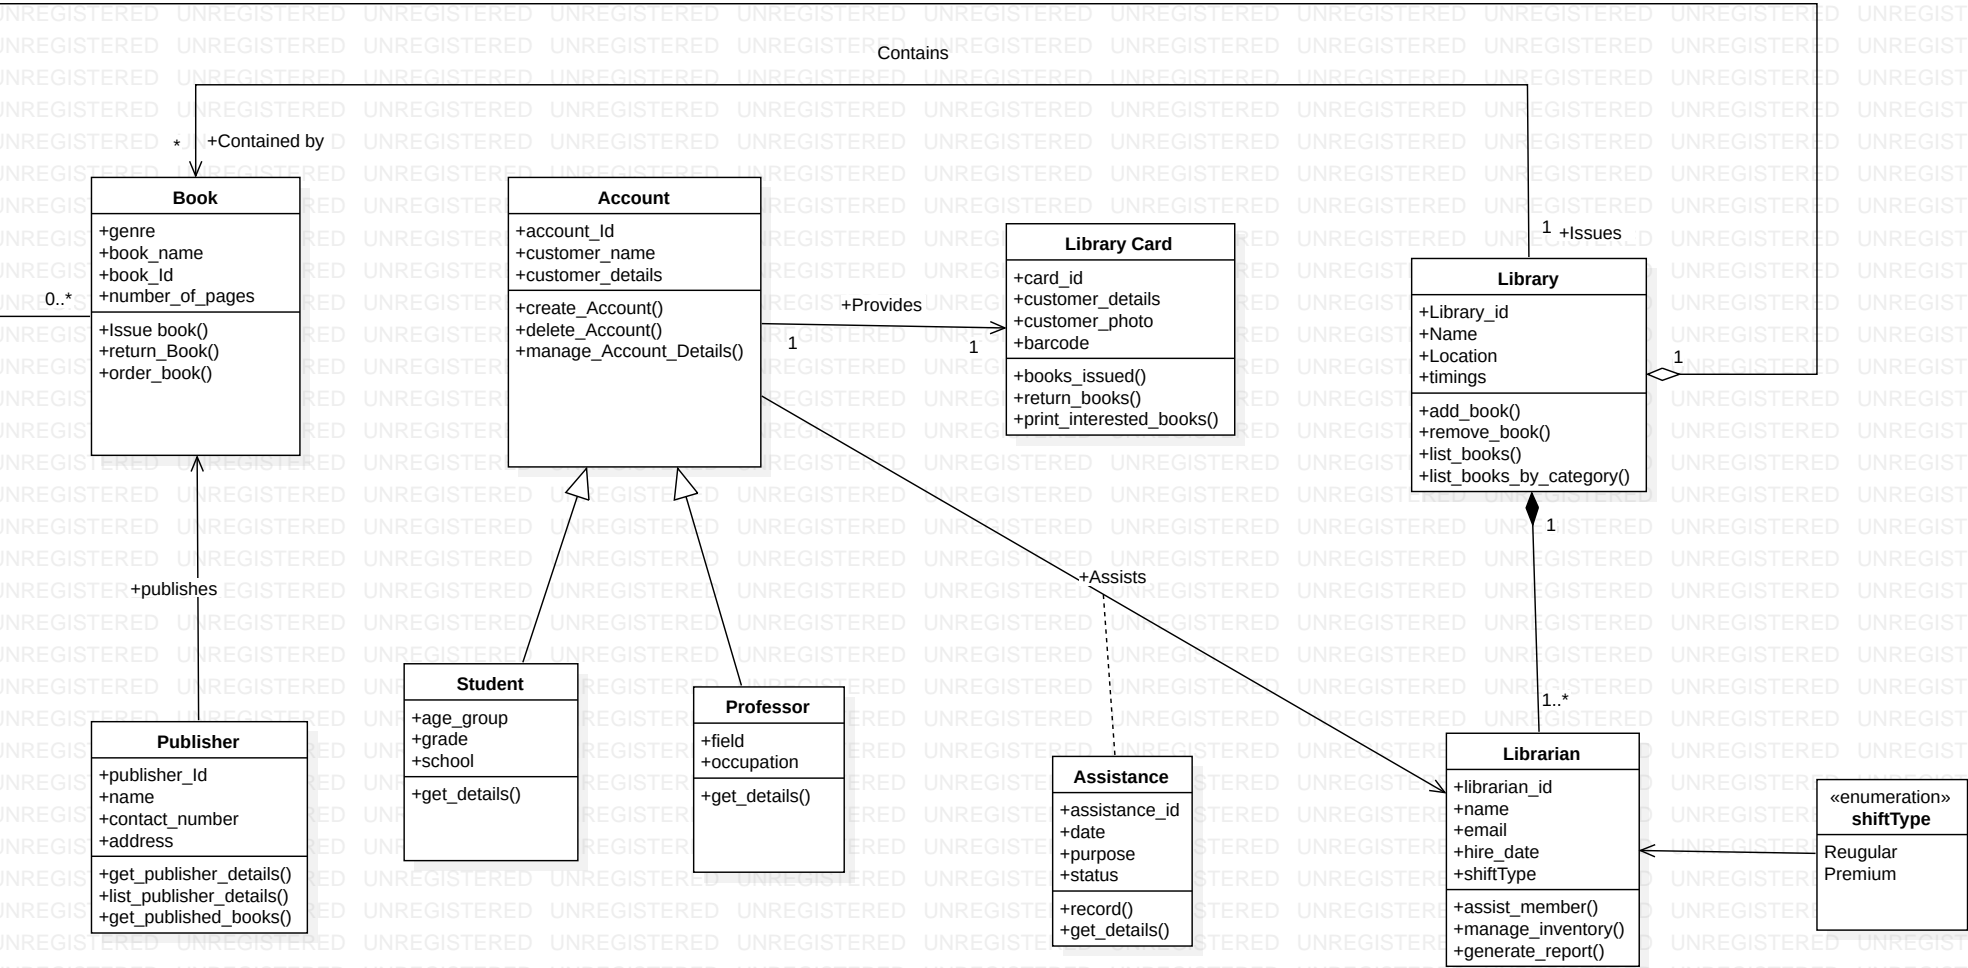 Contains
*
+Contained by
Book
+genre
+book_name
+book_Id
+number_of_pages
+Issue book()
+return_Book()
+order_book()
0..*
Account
+account_Id
+customer_name
+customer_details
+create_Account()
+delete_Account()
+manage_Account_Details()
+Provides
1
1
Library Card
+card_id
+customer_details
+customer_photo
+barcode
+books_issued()
+return_books()
+print_interested_books()
1
+Issues
Library
+Library_id
+Name
+Location
+timings
+add_book()
+remove_book()
+list_books()
+list_books_by_category()
1
1
+publishes
+Assists
1..*
Publisher
+publisher_Id
+name
+contact_number
+address
+get_publisher_details()
+list_publisher_details()
+get_published_books()
Student
+age_group
+grade
+school
+get_details()
Professor
+field
+occupation
+get_details()
Assistance
+assistance_id
+date
+purpose
+status
+record()
+get_details()
Librarian
+librarian_id
+name
+email
+hire_date
+shiftType
+assist_member()
+manage_inventory()
+generate_report()
«enumeration»
shiftType
Reugular
Premium
UNREGISTERED